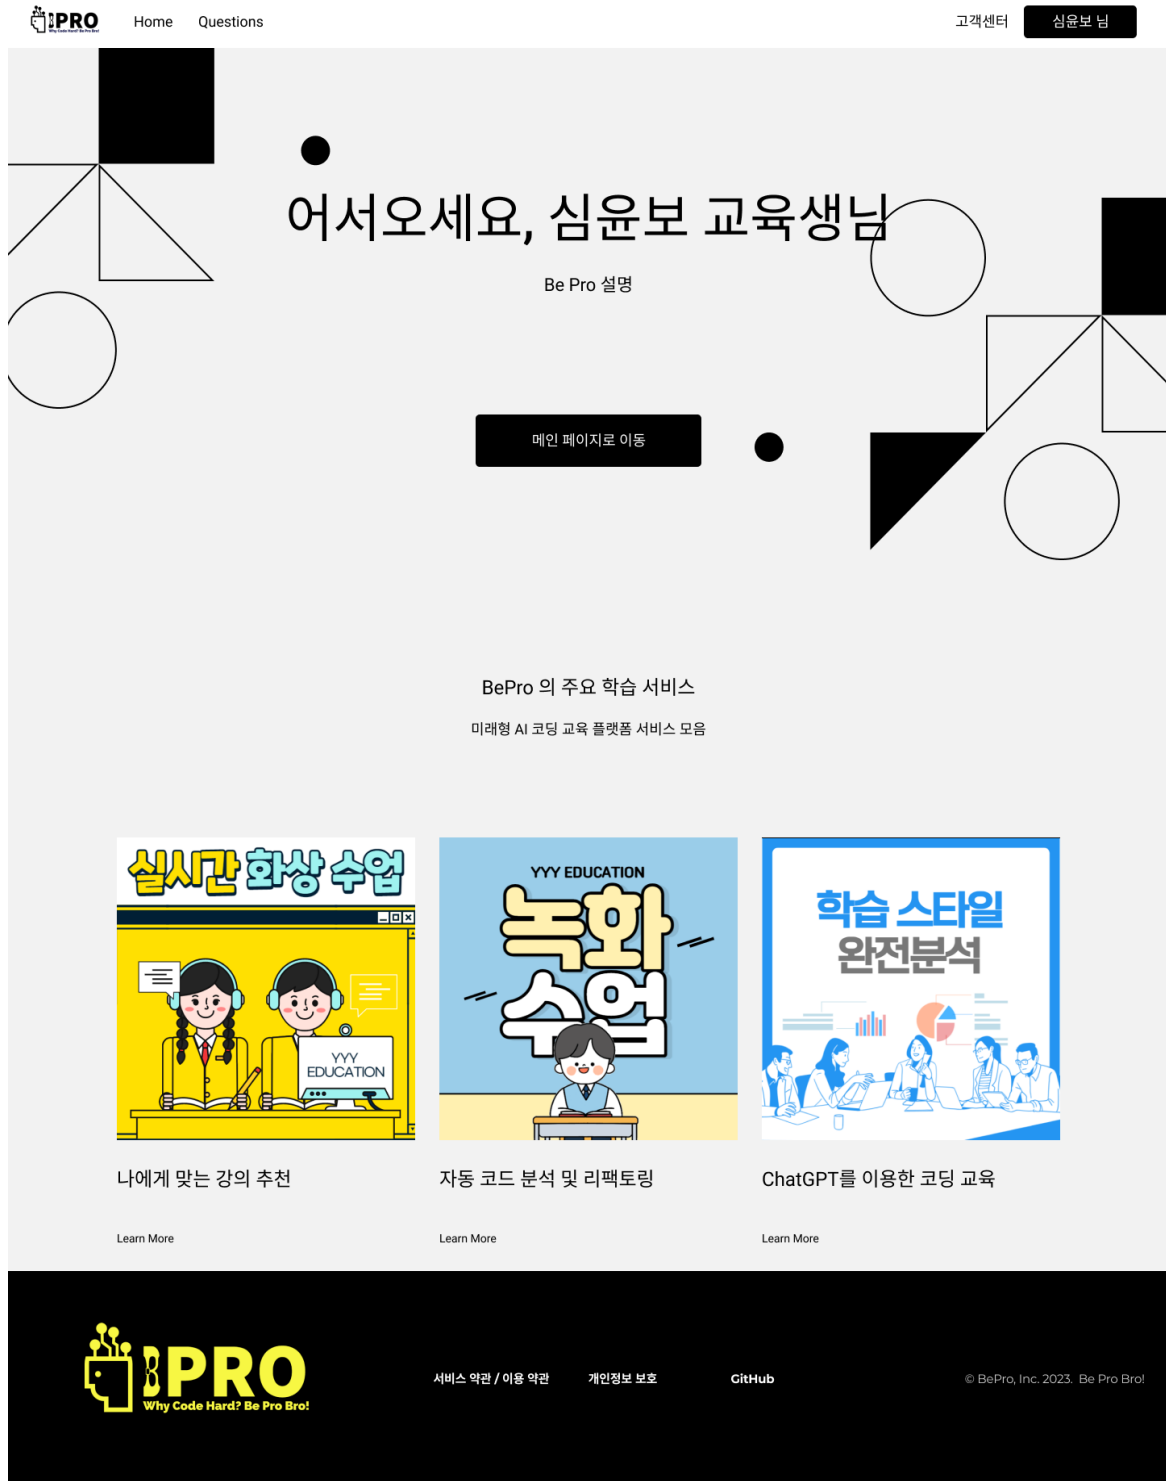 BPRO
Why Code Hard? Be Pro Bro!
Home
Questions
고객센터
심윤보 님
어서오세요, 심윤보 교육생님
Be Pro 설명
메인 페이지로 이동
BePro 의 주요 학습 서비스
미래형 AI 코딩 교육 플랫폼 서비스 모음
실시간 화상 수업
YYY
EDUCATION
YYY EDUCATION
녹화
수업
학습 스타일
완전분석
나에게 맞는 강의 추천
자동 코드 분석 및 리팩토링
ChatGPT를 이용한 코딩 교육
Learn More
Learn More
Learn More
BPRO
Why Code Hard? Be Pro Bro!
서비스 약관 / 이용 약관
개인정보 보호
GitHub
© BePro, Inc. 2023. Be Pro Bro!